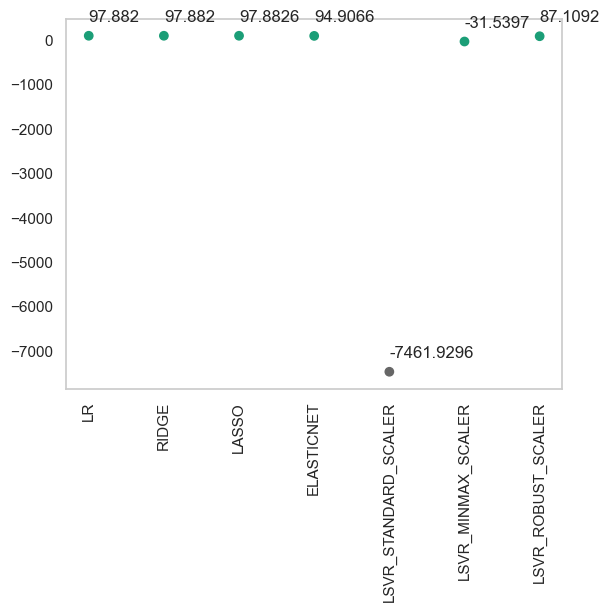 97.882
97.882
97.8826
94.9066
-7461.9296
-31.5397
87.1092
0
−1000
−2000
−3000
−4000
−5000
−6000
−7000
LR
RIDGE
LASSO
ELASTICNET
LSVR_STANDARD_SCALER
LSVR_MINMAX_SCALER
LSVR_ROBUST_SCALER